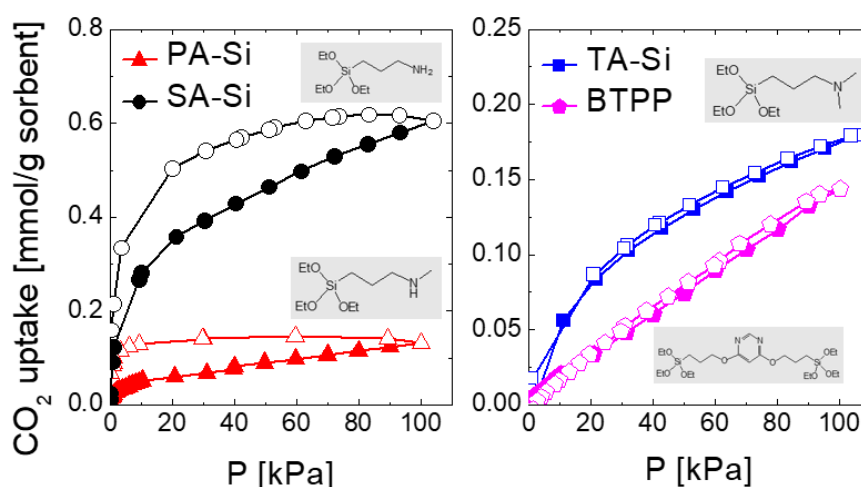 CO2 uptake [mmol/g sorbent]
0.8
0.6
0.4
0.2
0.0
PA-Si
SA-Si
EtO
EtO
Si
OEt
NH2
EtO
EtO
Si
OEt
N
H
0 20 40 60 80 100
P [kPa]
0.25
0.20
0.15
0.10
0.05
0.00
TA-Si
BTPP
EtO
EtO
Si
OEt
N
N N
EtO
EtO
Si
OEt
O
O
Si
OEt
EtO
OEt
0 20 40 60 80 100
P [kPa]